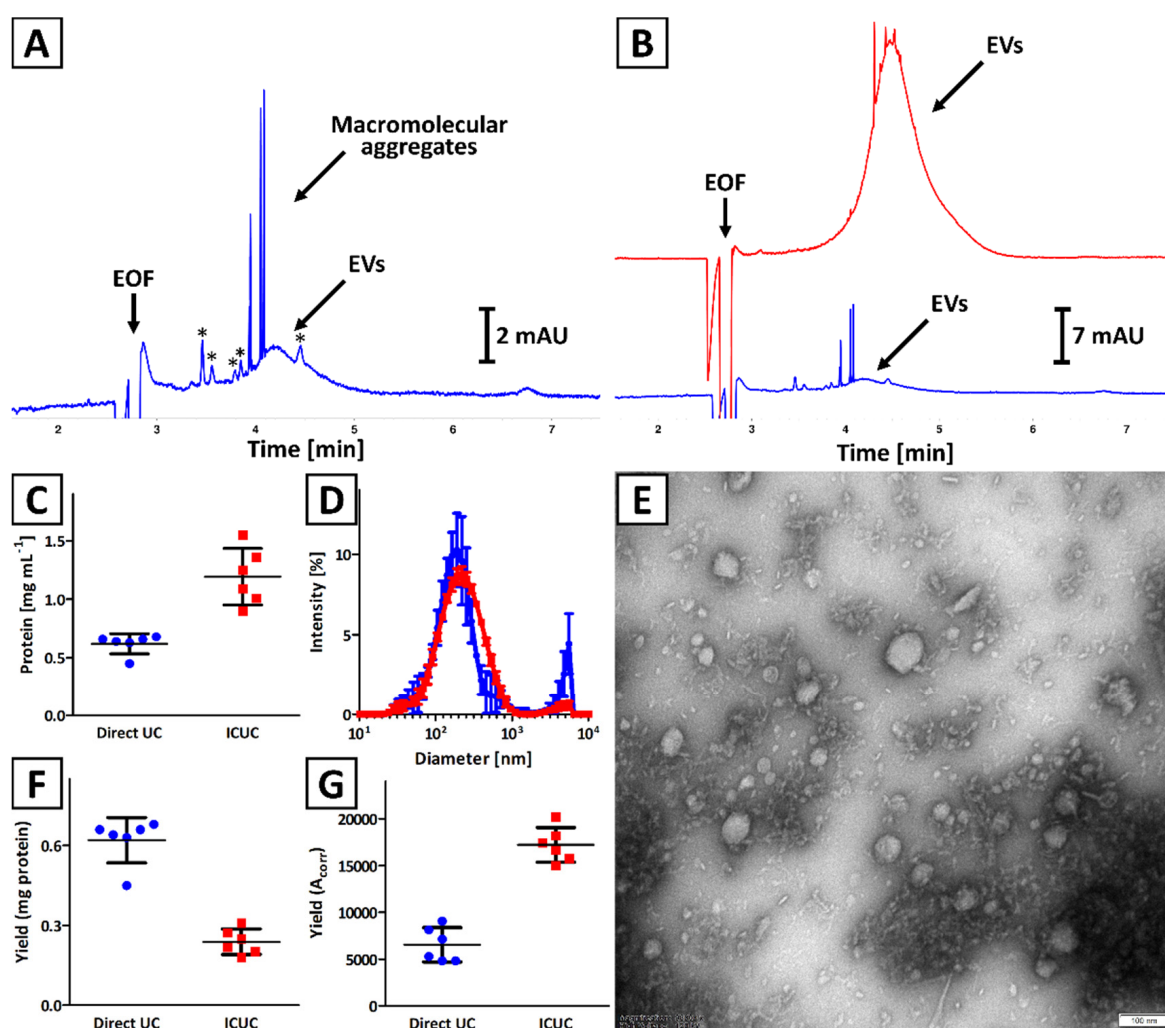 A
Macromolecular
aggregates
EOF
EVs
* * * * *
2 mAU
2 3 4 5 6 7
Time [min]
B
EVs
EOF
EVs
7 mAU
2 3 4 5 6 7
Time [min]
C
Protein [mg mL⁻¹]
1.5
1.0
0.5
0.0
Direct UC ICUC
D
Intensity [%]
10
5
0
10¹ 10² 10³ 10⁴
Diameter [nm]
E
100 nm
F
Yield (mg protein)
0.6
0.3
0.0
Direct UC ICUC
G
Yield (Acorr)
20000
15000
10000
5000
0
Direct UC ICUC